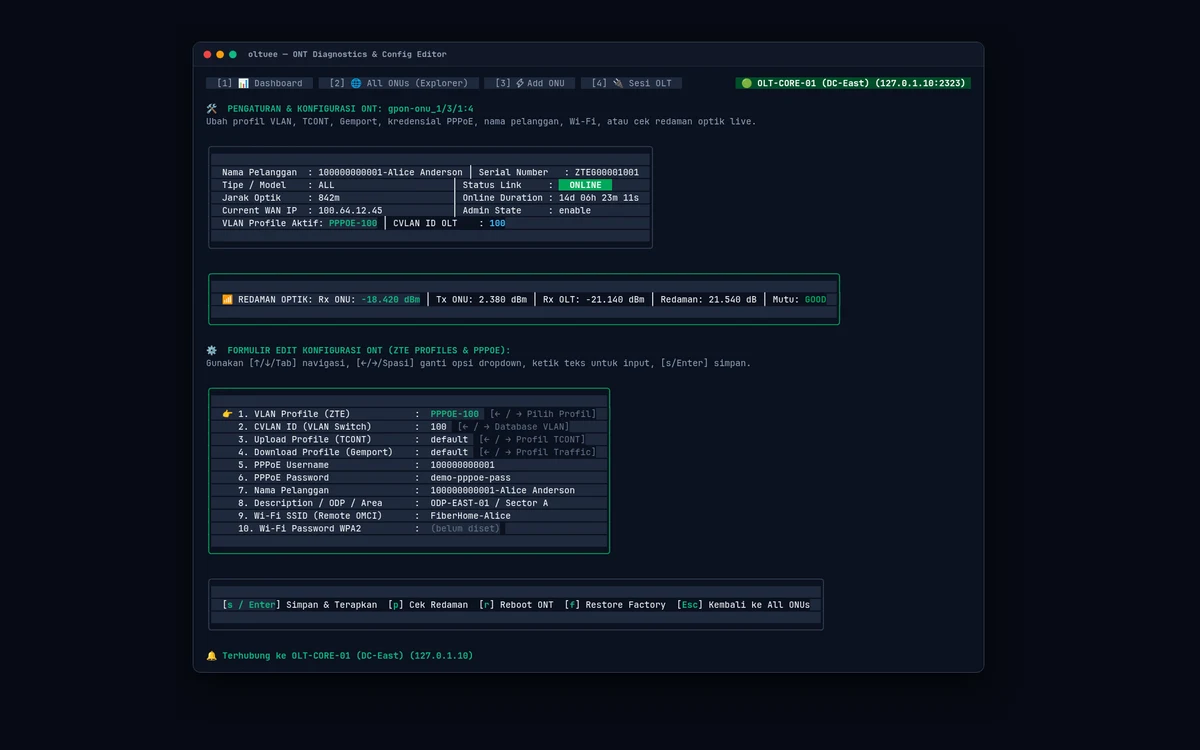 oltuee — ONT Diagnostics & Config Editor
[1] 📊 Dashboard [2] 🌐 All ONUs (Explorer) [3] ⚡ Add ONU [4] 🔌 Sesi OLT 🟢 OLT-CORE-01 (DC-East) (127.0.1.10:2323)
🛠 PENGATURAN & KONFIGURASI ONT: gpon-onu_1/3/1:4
Ubah profil VLAN, TCONT, Gemport, kredensial PPPoE, nama pelanggan, Wi-Fi, atau cek redaman optik live.
Nama Pelanggan : 100000000001-Alice Anderson │ Serial Number : ZTEG00001001
Tipe / Model : ALL │ Status Link : ONLINE
Jarak Optik : 842m │ Online Duration : 14d 06h 23m 11s
Current WAN IP : 100.64.12.45 │ Admin State : enable
VLAN Profile Aktif: PPPOE-100 │ CVLAN ID OLT : 100
📶 REDAMAN OPTIK: Rx ONU: -18.420 dBm │ Tx ONU: 2.380 dBm │ Rx OLT: -21.140 dBm │ Redaman: 21.540 dB │ Mutu: GOOD
⚙ FORMULIR EDIT KONFIGURASI ONT (ZTE PROFILES & PPPOE):
Gunakan [↑/↓/Tab] navigasi, [←/→/Spasi] ganti opsi dropdown, ketik teks untuk input, [s/Enter] simpan.
👉 1. VLAN Profile (ZTE) : PPPOE-100 [← / → Pilih Profil]
2. CVLAN ID (VLAN Switch) : 100 [← / → Database VLAN]
3. Upload Profile (TCONT) : default [← / → Profil TCONT]
4. Download Profile (Gemport) : default [← / → Profil Traffic]
5. PPPoE Username : 100000000001
6. PPPoE Password : demo-pppoe-pass
7. Nama Pelanggan : 100000000001-Alice Anderson
8. Description / ODP / Area : ODP-EAST-01 / Sector A
9. Wi-Fi SSID (Remote OMCI) : FiberHome-Alice
10. Wi-Fi Password WPA2 : (belum diset)
[s / Enter] Simpan & Terapkan [p] Cek Redaman [r] Reboot ONT [f] Restore Factory [Esc] Kembali ke All ONUs
🔔 Terhubung ke OLT-CORE-01 (DC-East) (127.0.1.10)